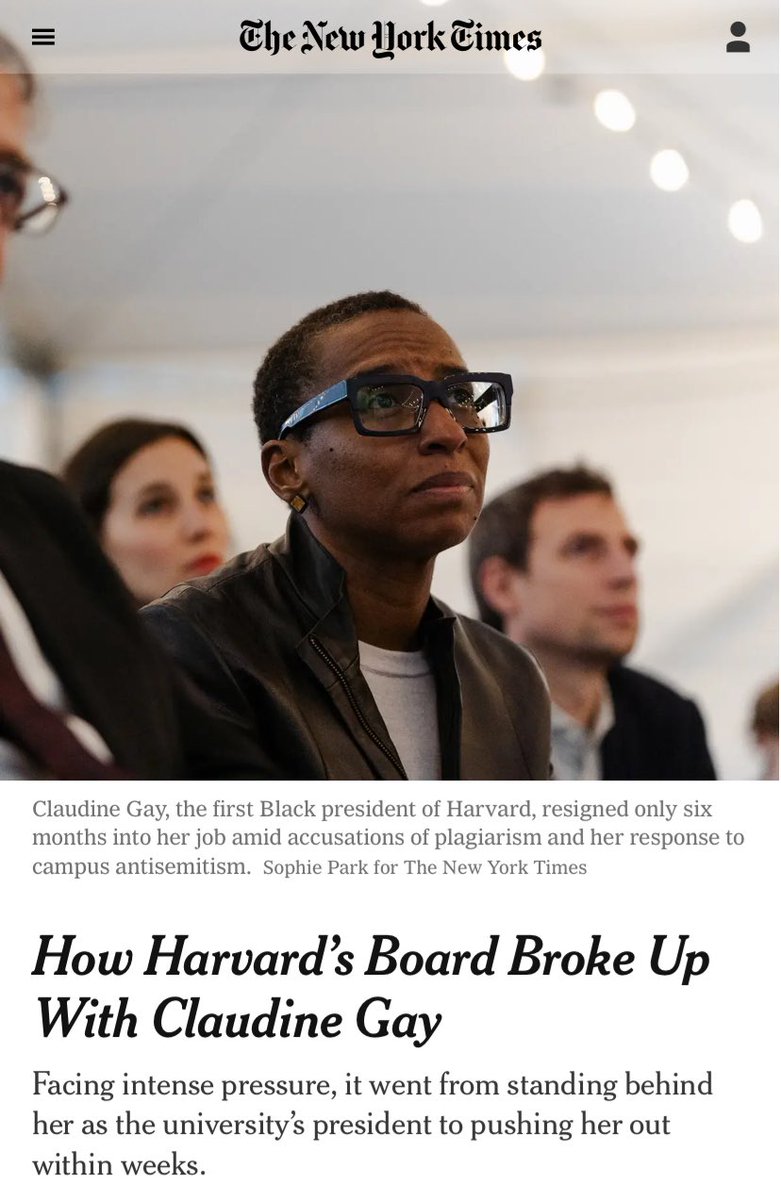 The New York Times
Claudine Gay, the first Black president of Harvard, resigned only six
months into her job amid accusations of plagiarism and her response to
campus antisemitism. Sophie Park for The New York Times
How Harvard’s Board Broke Up
With Claudine Gay
Facing intense pressure, it went from standing behind
her as the university’s president to pushing her out
within weeks.